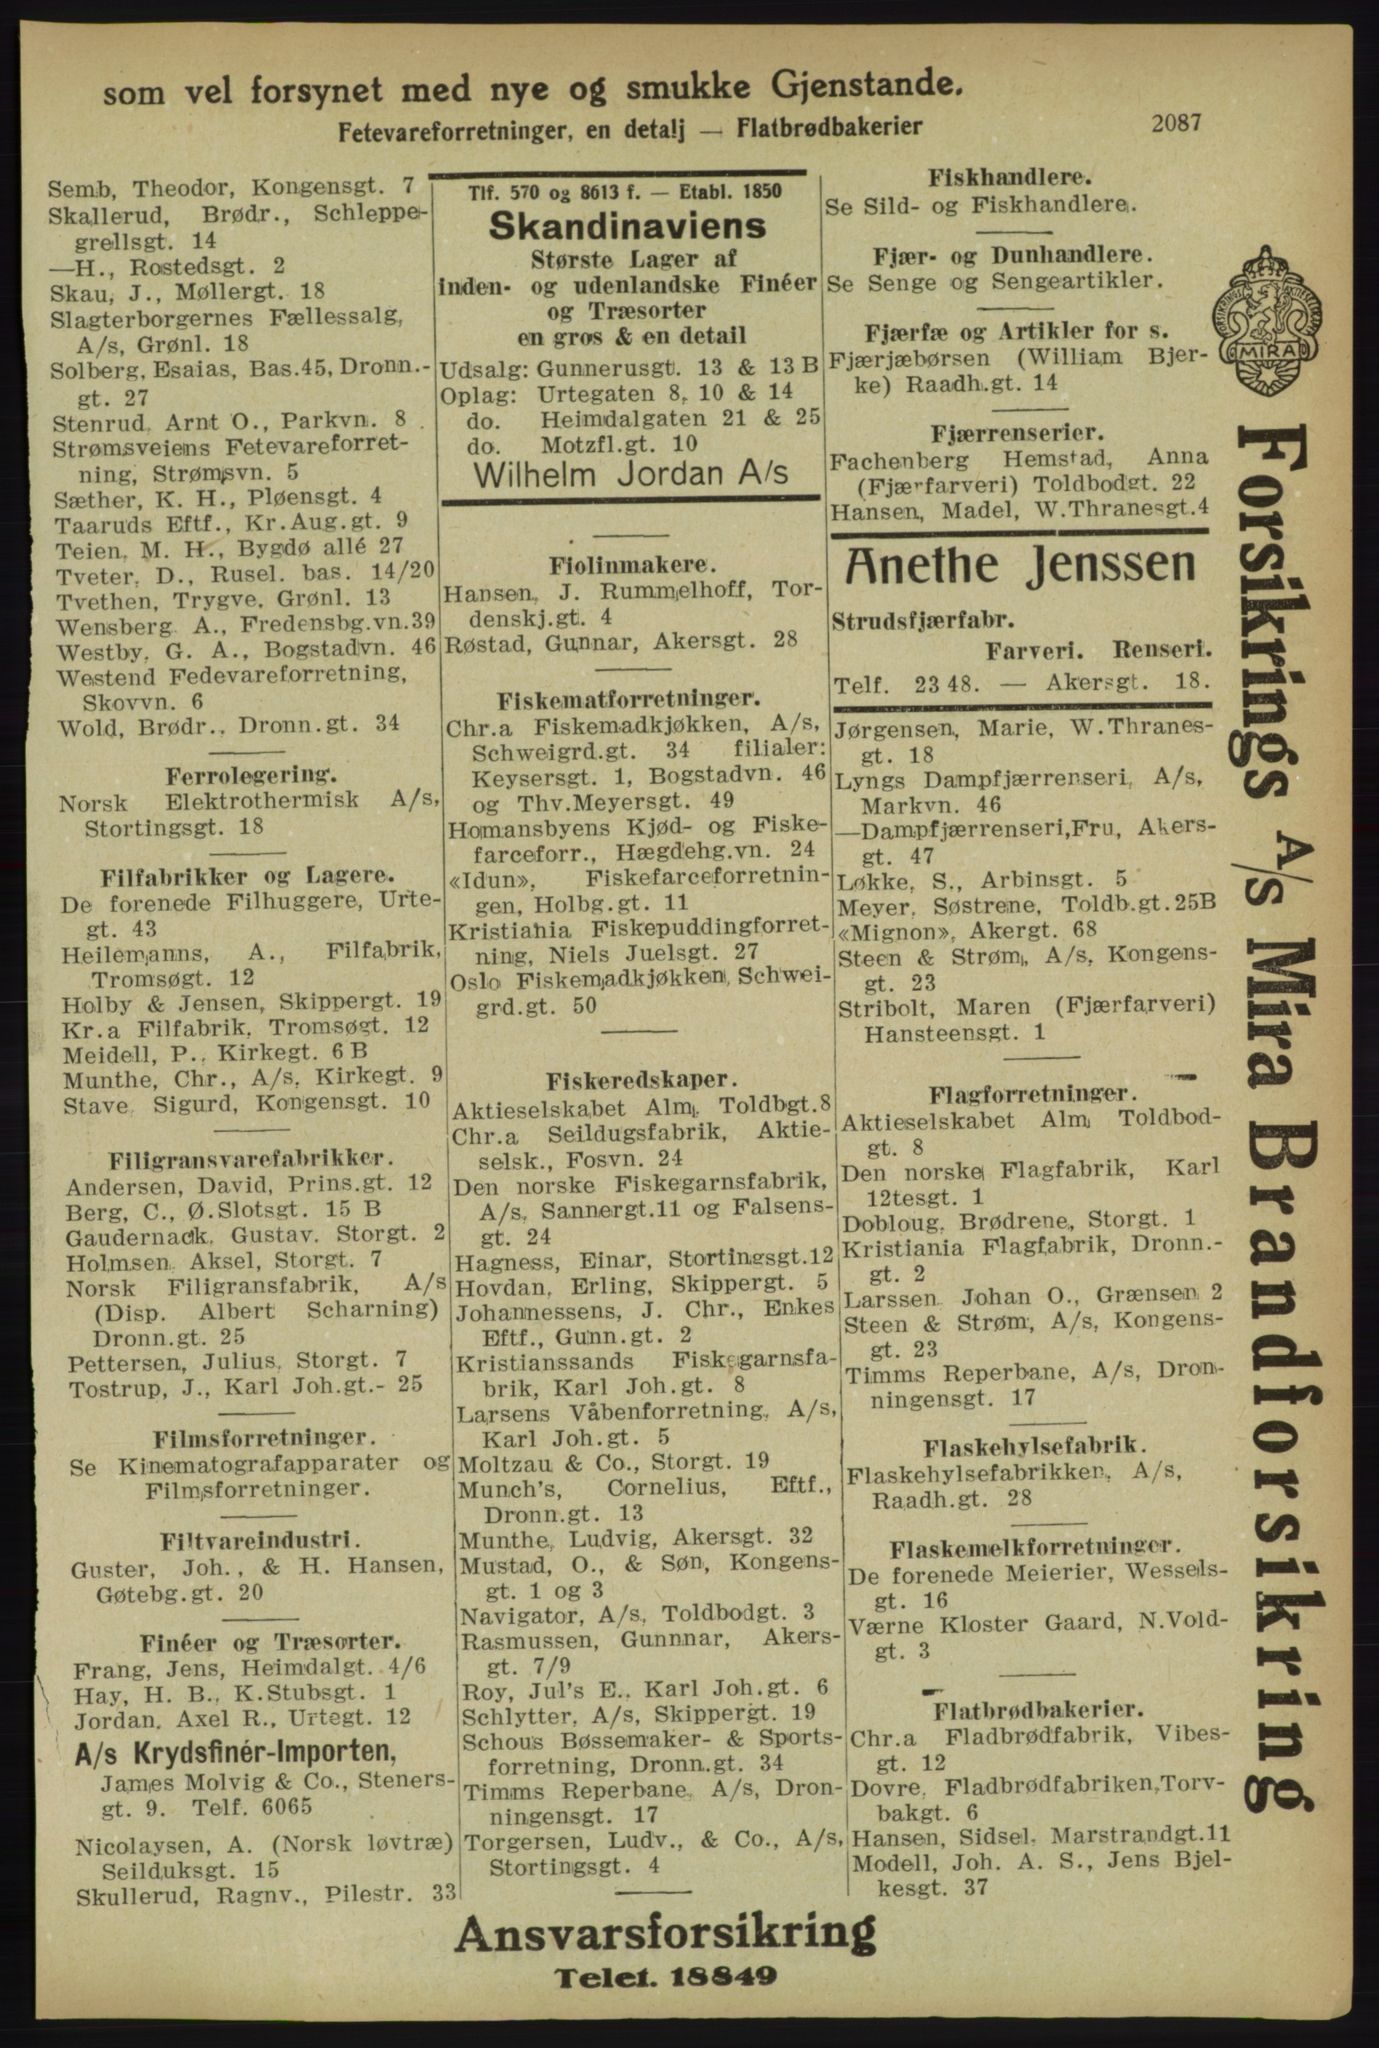 som vel forsynet med nye og smukke Gjenstande.
Fetevareforretninger, en detalj — Flatbrødbakerier
2087
Semb, Theodor, Kongensgt. 7
Skallerud, Brødr., Schleppe-
grellsgt. 14
—H., Rostedsgt. 2
Skau, J., Møllergt. 18
Slagterborgernes Fællessalg,
A/s, Grønl. 18
Solberg, Esaias, Bas. 45, Dronn.-
gt. 27
Stenrud, Arnt O., Parkvn. 8
Strømsveiens Fetevareforret-
ning, Strømsvn. 5
Sæther, K. H., Pløensgt. 4
Taaruds Eftf., Kr.Aug.gt. 9
Teien, M. H., Bygdø allé 27
Tveter, D., Rusel. bas. 14/20
Tvethen, Trygve, Grønl. 13
Wensberg A., Fredensbg.vn.39
Westby, G. A., Bogstadvn. 46
Westend Fedevareforretning,
Skovvn. 6
Wold, Brødr., Dronn.gt. 34
Ferrolegering.
Norsk Elektrothermisk A/s,
Stortingsgt. 18
Filfabrikker og Lagere.
De forenede Filhuggere, Urte-
gt. 43
Heilemanns, A., Filfabrik,
Tromsøgt. 12
Holby & Jensen, Skippergt. 19
Kr.a Filfabrik, Tromsøgt. 12
Meidell, P., Kirkegt. 6 B
Munthe, Chr., A/s, Kirkegt. 9
Stave, Sigurd, Kongensgt. 10
Filigransvarefabrikker.
Andersen, David, Prins.gt. 12
Berg, C., Ø.Slotsgt. 15 B
Gaudernack, Gustav. Storgt. 2
Holmsen, Aksel, Storgt. 7
Norsk Filigransfabrik, A/s
(Disp. Albert Scharning)
Dronn.gt. 25
Pettersen, Julius, Storgt. 7
Tostrup, J., Karl Joh.gt.- 25
Filmsforretninger.
Se Kinematografapparater og
Filmsforretninger.
Filtvareindustri.
Guster, Joh., & H. Hansen,
Gøtebg.gt. 20
Finéer og Træsorter.
Frang, Jens, Heimdalgt. 4/6
Hay, H. B., K.Stubsgt. 1
Jordan, Axel R., Urtegt. 12
A/s Krydsfinér-Importen,
James Molvig & Co., Steners-
gt. 9. Telf. 6065
Nicolaysen, A. (Norsk løvtræ)
Seilduksgt. 15
Skullerud, Ragnv., Pilestr. 33
Tlf. 570 og 8613 f. — Etabl. 1850
Skandinaviens
Største Lager af
inden- og udenlandske Finéer
og Træsorter
en gros & en detail
Udsalg: Gunnerusgt. 13 & 13 B
Oplag: Urtegaten 8, 10 & 14
do. Heimdalgaten 21 & 25
do. Motzfl.gt. 10
Wilhelm Jordan A/s
Fiolinmakere.
Hansen, J. Rummelhoff, Tor-
denskj.gt. 4
Røstad, Gunnar, Akersgt. 28
Fiskematforretninger.
Chr.a Fiskemadkjøkken, A/s,
Schweigrd.gt. 34 filialer:
Keysersgt. 1, Bogstadvn. 46
og Thv.Meyersgt. 49
Homansbyens Kjød- og Fiske-
farceforr., Hægdehg.vn. 24
«Idun», Fiskefarceforretnin-
gen, Holbg.gt. 11
Kristiania Fiskepuddingforret-
ning, Niels Juelsgt. 27
Oslo Fiskemadkjøkken, Schwei-
grd.gt. 50
Fiskeredskaper.
Aktieselskabet Alm, Toldbgt.8
Chr.a Seildugsfabrik, Aktie-
selsk., Fosvn. 24
Den norske Fiskegarnsfabrik,
A/s, Sannergt.11 og Falsens-
gt. 24
Hagness, Einar, Stortingsgt.12
Hovdan, Erling, Skippergt. 5
Johannessens, J. Chr., Enkes
Eftf., Gunn.gt. 2
Kristianssands Fiskegarnsfa-
brik, Karl Joh.gt. 8
Larsens Våbenforretning, A/s,
Karl Joh.gt. 5
Moltzau & Co., Storgt. 19
Munch's, Cornelius, Eftf.,
Dronn.gt. 13
Munthe, Ludvig, Akersgt. 32
Mustad, O., & Søn, Kongens-
gt. 1 og 3
Navigator, A/s, Toldbodgt. 3
Rasmussen, Gunnnar, Akers-
gt. 7/9
Roy, Jul's E., Karl Joh.gt. 6
Schlytter, A/s, Skippergt. 19
Schous Bøssemaker- & Sports-
forretning, Dronn.gt. 34
Timms Reperbane, A/s, Dron-
ningensgt. 17
Torgersen, Ludv., & Co., A/s,
Stortingsgt. 4
Fiskhandlere.
Se Sild- og Fiskhandlere.
Fjær- og Dunhandlere.
Se Senge og Sengeartikler.
Fjærfæ og Artikler for s.
Fjærjæbørsen (William Bjer-
ke) Raadh.gt. 14
Fjærrenserier.
Fachenberg Hemstad, Anna
(Fjærfarveri) Toldbodgt. 22
Hansen, Madel, W.Thranesgt.4
Anethe Jenssen
Strudsfjærfabr.
Farveri. Renseri.
Telf. 23 48. — Akersgt. 18.
Jørgensen, Marie, W.Thranes-
gt. 18
Lyngs Dampfjærrenseri, A/s,
Markvn. 46
—Dampfjærrenseri, Fru, Akers-
gt. 47
Løkke, S., Arbinsgt. 5
Meyer, Søstrene, Toldb.gt.25B
«Mignon», Akergt. 68
Steen & Strøm, A/s, Kongens-
gt. 23
Stribolt, Maren (Fjærfarveri)
Hansteensgt. 1
Flagforretninger.
Aktieselskabet Alm, Toldbod-
gt. 8
Den norske Flagfabrik, Karl
12tesgt. 1
Dobloug, Brødrene, Storgt. 1
Kristiania Flagfabrik, Dronn.-
gt. 2
Larssen, Johan O., Grænsen 2
Steen & Strøm, A/s, Kongens-
gt. 23
Timms Reperbane, A/s, Dron-
ningensgt. 17
Flaskehylsefabrik.
Flaskehylsefabrikken, A/s,
Raadh.gt. 28
Flaskemelkforretninger.
De forenede Meierier, Wessels-
gt. 16
Værne Kloster Gaard, N.Vold-
gt. 3
Flatbrødbakerier.
Chr.a Fladbrødfabrik, Vibes-
gt. 12
Dovre, Fladbrødfabriken, Torv-
bakgt. 6
Hansen, Sidsel, Marstrandgt.11
Modell, Joh. A. S., Jens Bjel-
kesgt. 37
MIRA
Forsikrings A/s Mira Brandforsikring
Ansvarsforsikring
Telef. 18849